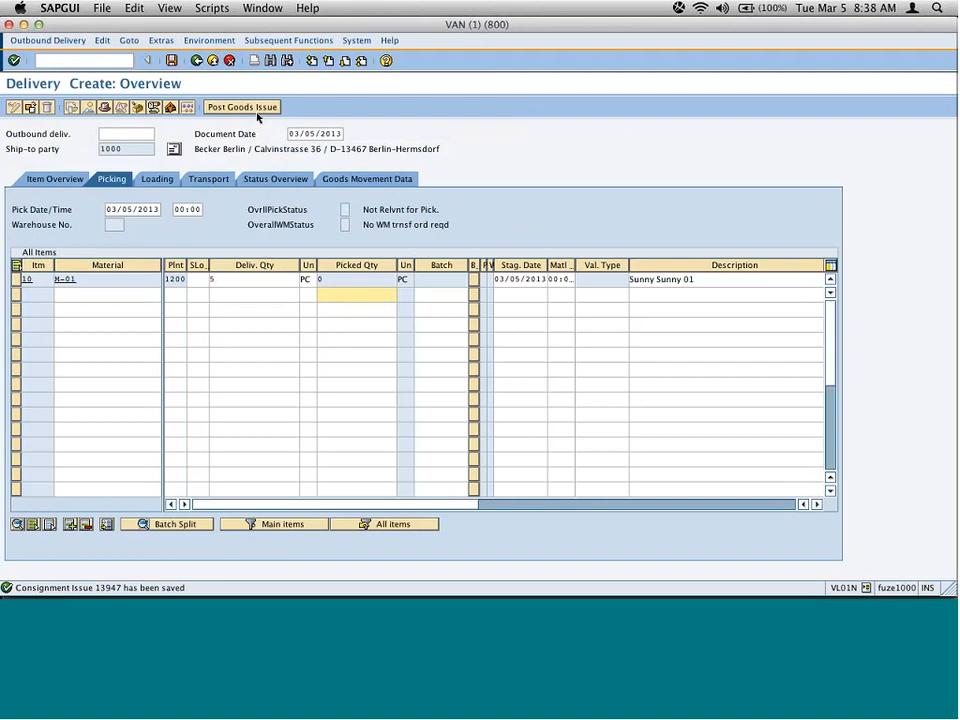 SAPGUI File Edit View Scripts Window Help (100%) Tue Mar 5 8:38 AM
VAN (1) (800)
Outbound Delivery Edit Goto Extras Environment Subsequent Functions System Help
Delivery Create: Overview
Post Goods Issue
Outbound deliv. Document Date 03/05/2013
Ship-to party 1000 Becker Berlin / Calvinstrasse 36 / D-13467 Berlin-Hermsdorf
Item Overview Picking Loading Transport Status Overview Goods Movement Data
Pick Date/Time 03/05/2013 00:00 OvrllPickStatus Not Relvnt for Pick.
Warehouse No. OverallWMStatus No WM trnsf ord reqd
All Items
Itm Material Plnt SLo.. Deliv. Qty Un Picked Qty Un Batch B.. P W Stag. Date Matl .. Val. Type Description
10 M-01 1200 5 PC 0 PC 03/05/2013 00:0... Sunny Sunny 01
Batch Split Main items All items
Consignment Issue 13947 has been saved VL01N fuze1000 INS